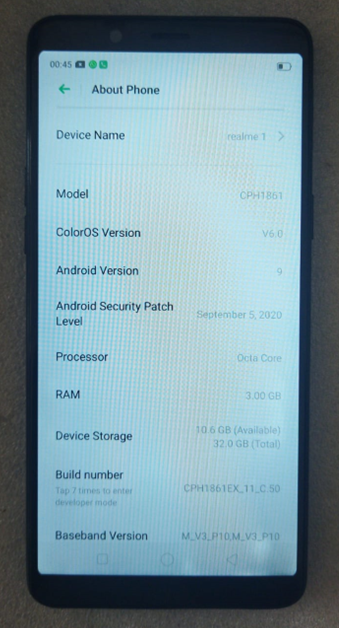 00:45
About Phone
Device Name realme 1
Model CPH1861
ColorOS Version V6.0
Android Version 9
Android Security Patch
Level September 5, 2020
Processor Octa Core
RAM 3.00 GB
Device Storage 10.6 GB (Available)
32.0 GB (Total)
Build number
Tap 7 times to enter
developer mode CPH1861EX_11_C.50
Baseband Version M_V3_P10,M_V3_P10